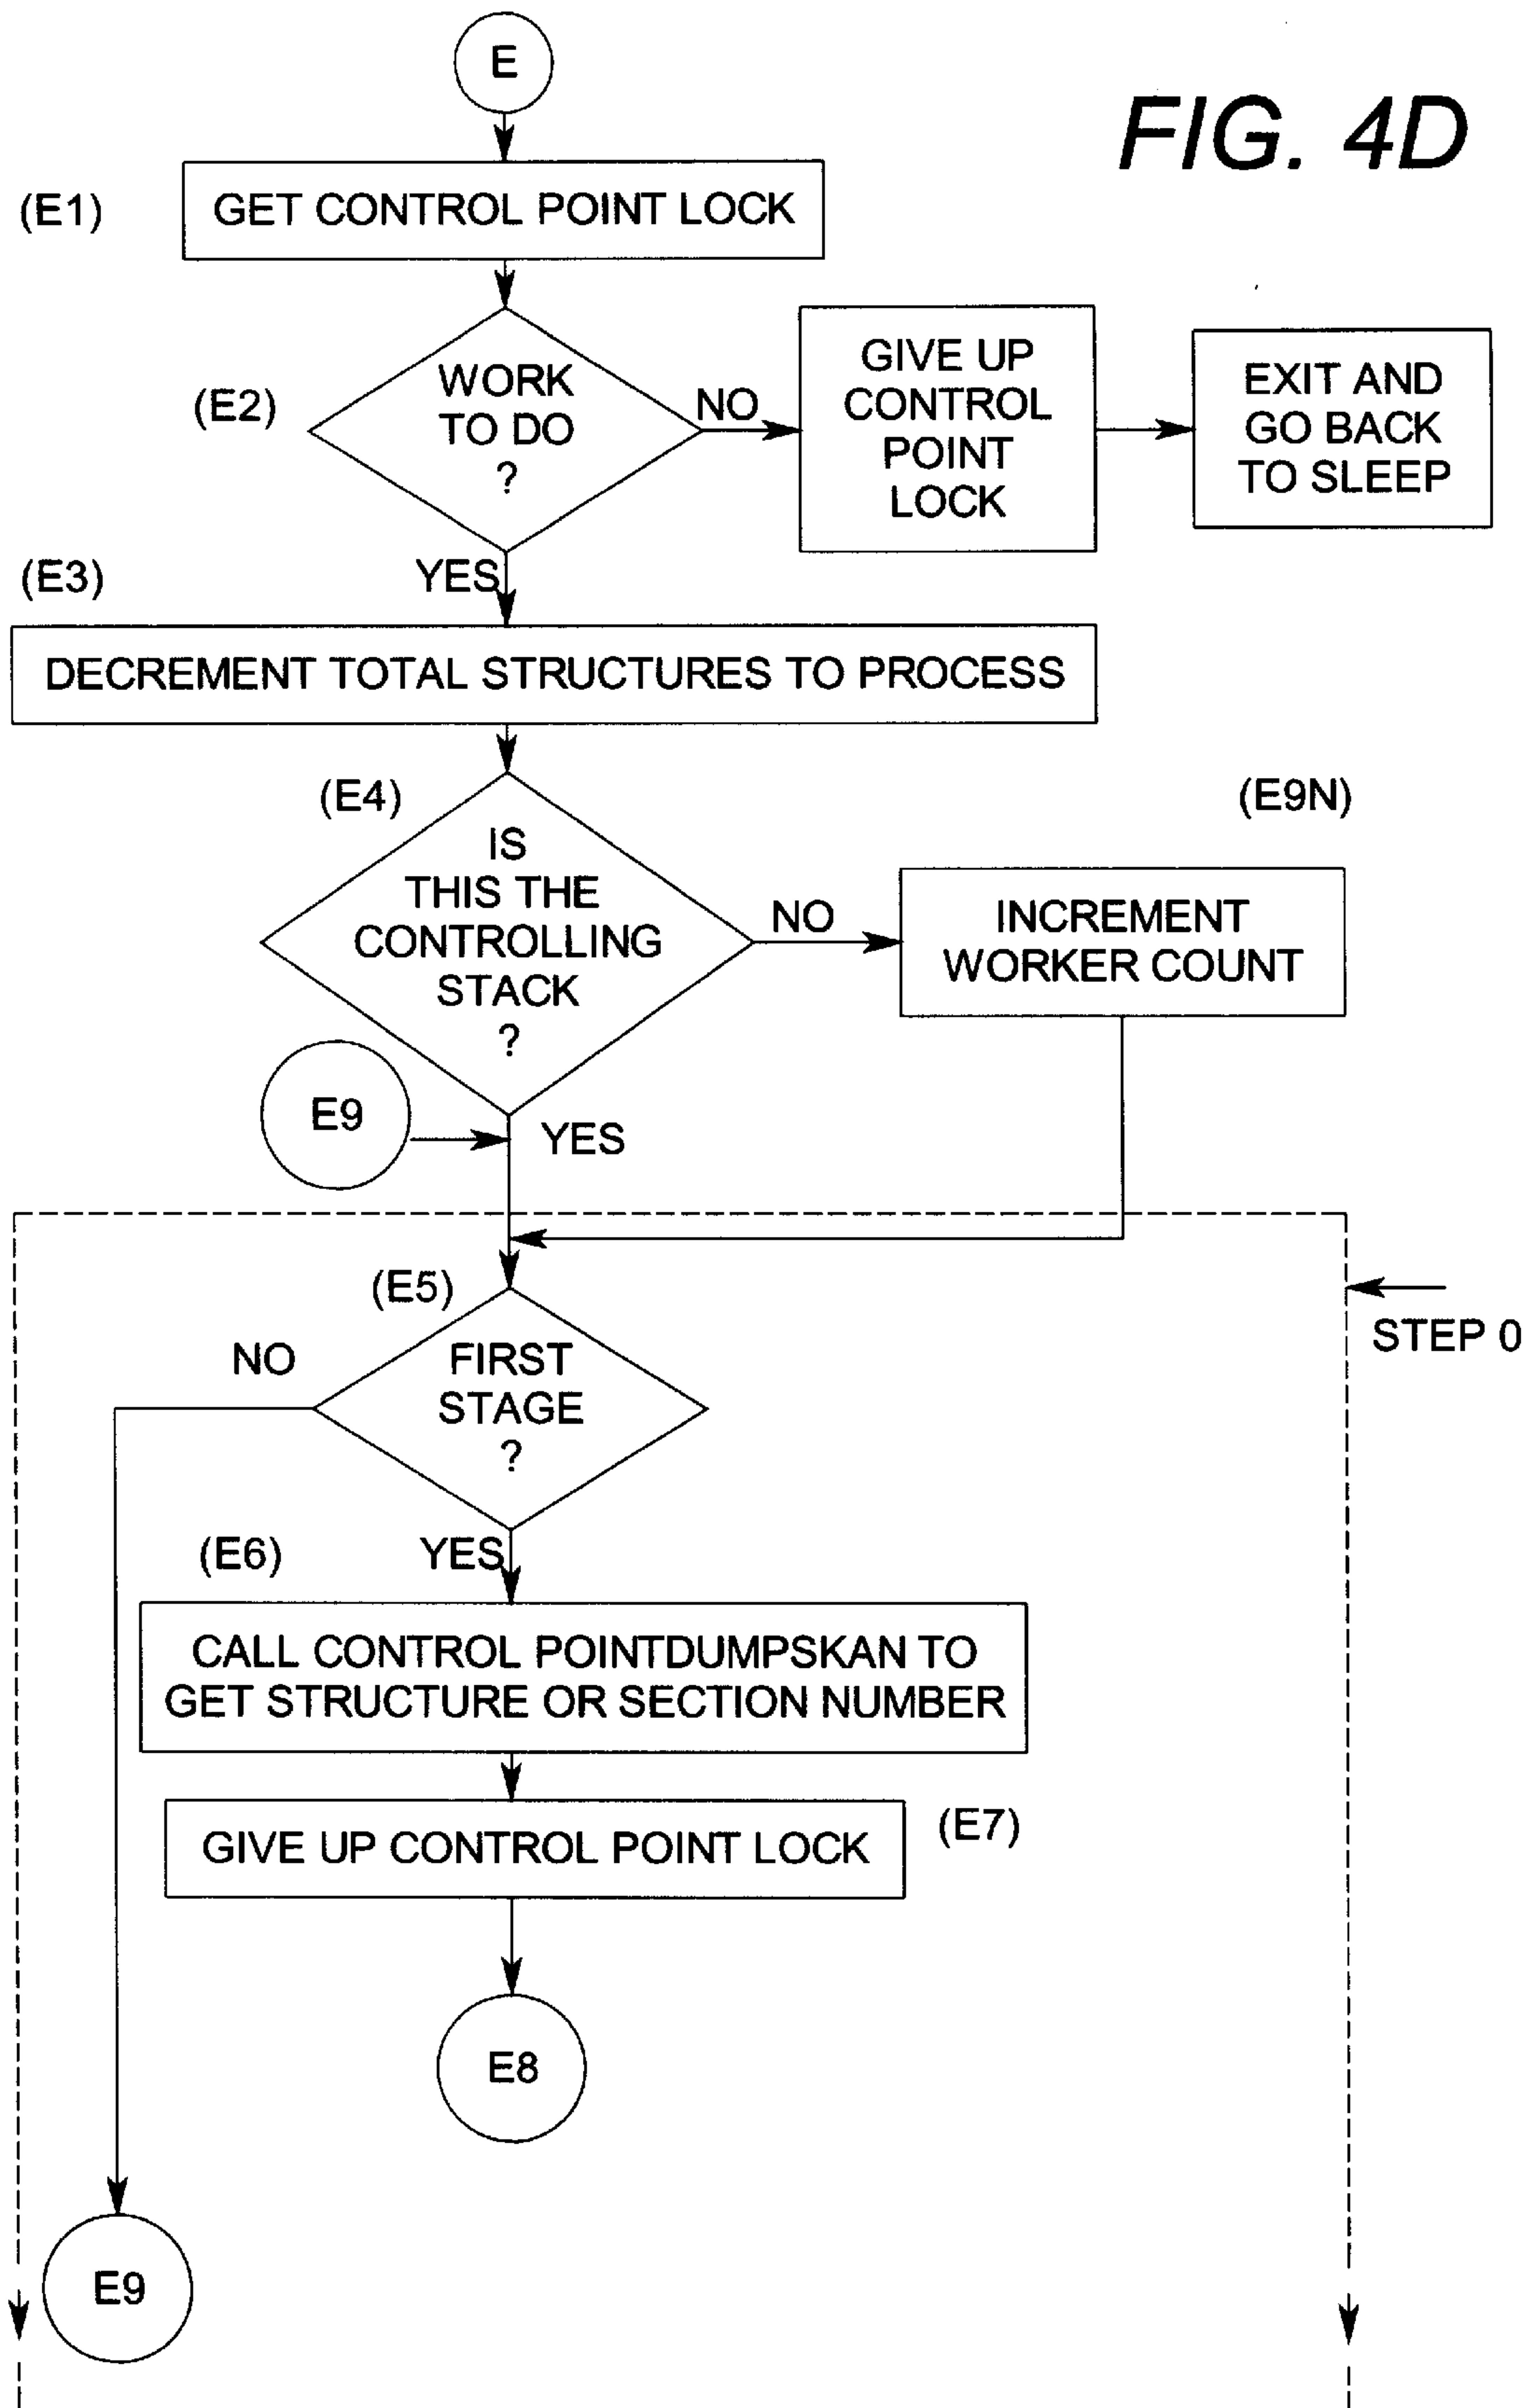 E
FIG. 4D
(E1)
GET CONTROL POINT LOCK
(E2)
WORK
TO DO
?
NO
GIVE UP
CONTROL
POINT
LOCK
EXIT AND
GO BACK
TO SLEEP
(E3)
YES
DECREMENT TOTAL STRUCTURES TO PROCESS
(E4)
IS
THIS THE
CONTROLLING
STACK
?
NO
(E9N)
INCREMENT
WORKER COUNT
E9
YES
(E5)
STEP 0
NO
FIRST
STAGE
?
(E6)
YES
CALL CONTROL POINTDUMPSKAN TO
GET STRUCTURE OR SECTION NUMBER
GIVE UP CONTROL POINT LOCK
(E7)
E8
E9